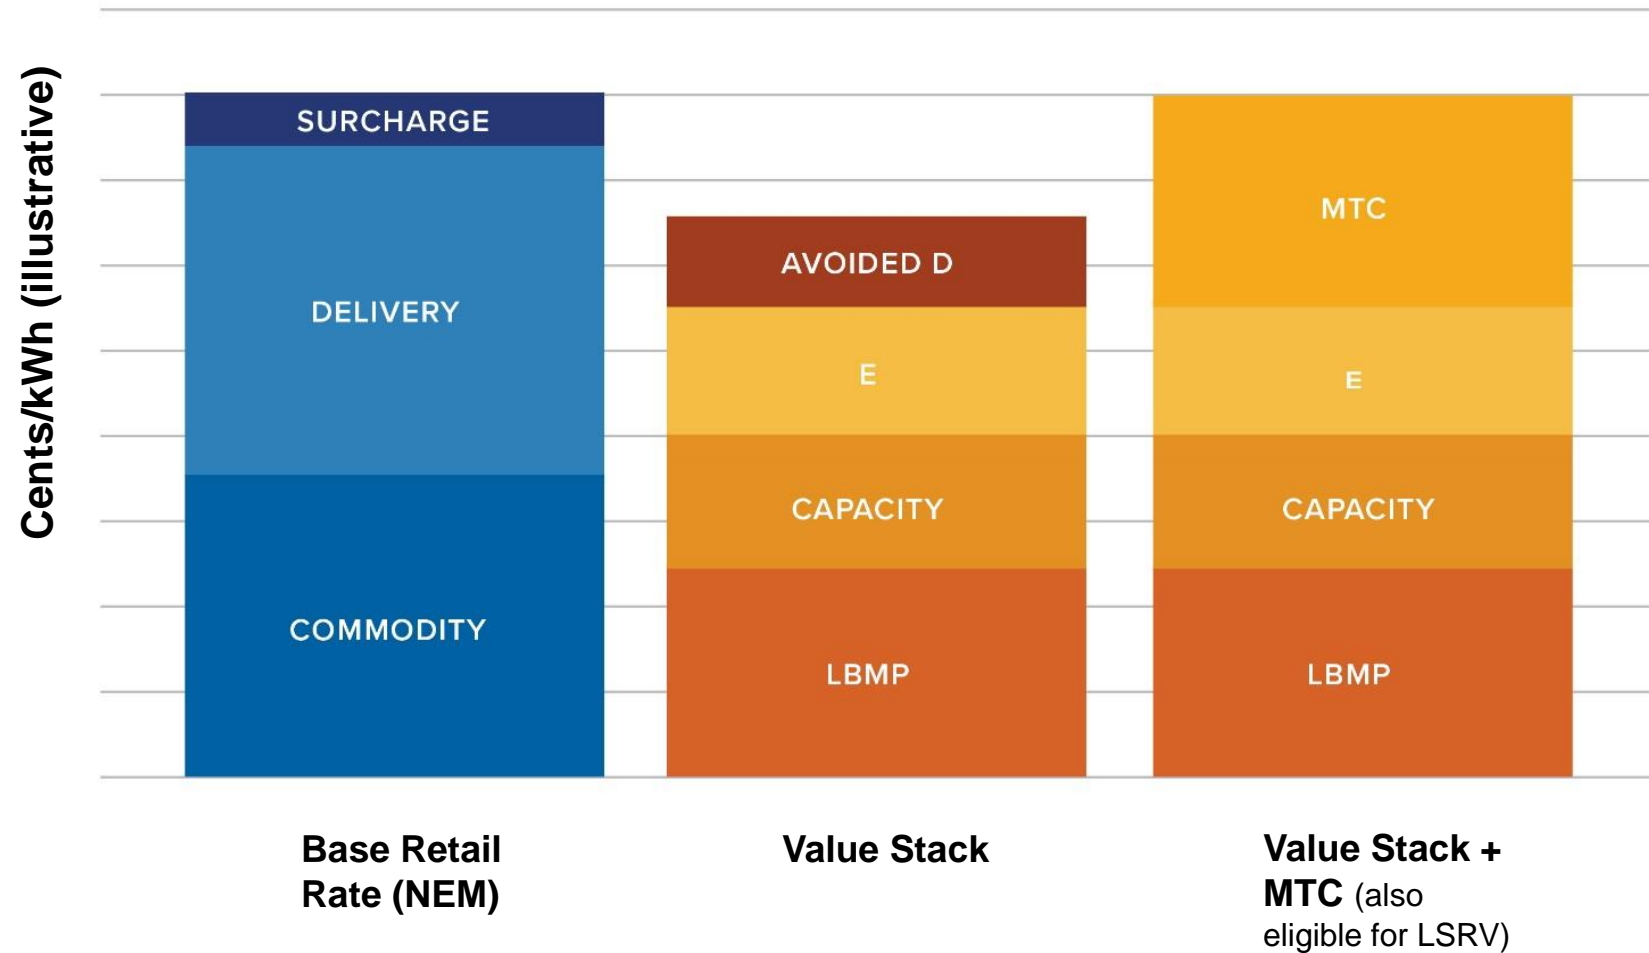 Cents/kWh (illustrative)
SURCHARGE
DELIVERY
COMMODITY
AVOIDED D
E
CAPACITY
LBMP
MTC
E
CAPACITY
LBMP
Base Retail
Rate (NEM)
Value Stack
Value Stack +
MTC (also
eligible for LSRV)